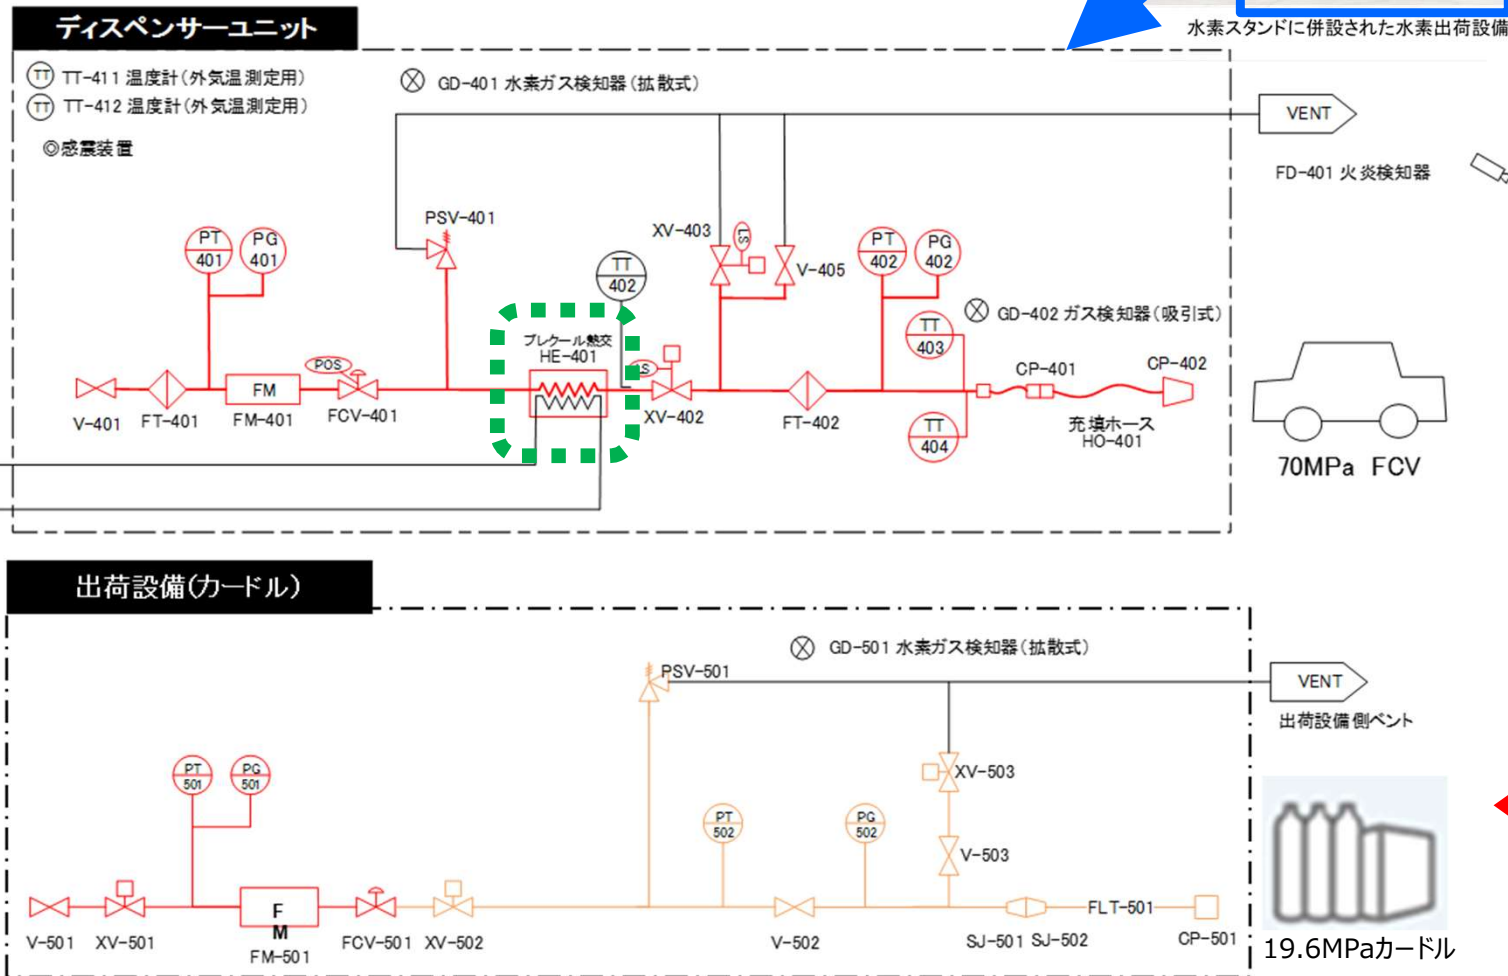 水素スタンドに併設された水素出荷設備
ディスペンサーユニット
TT TT-411 温度計(外気温測定用)
TT TT-412 温度計(外気温測定用)
◎感震装置
GD-401 水素ガス検知器(拡散式)
VENT
FD-401 火炎検知器
PT
401
PG
401
PSV-401
TT
402
XV-403
LS
V-405
PT
402
PG
402
GD-402 ガス検知器(吸引式)
TT
403
プレクール熱交
HE-401
POS
LS
FM
CP-401
CP-402
V-401
FT-401
FM-401
FCV-401
XV-402
FT-402
TT
404
充填ホース
HO-401
70MPa FCV
出荷設備(カードル)
GD-501 水素ガス検知器(拡散式)
PSV-501
VENT
出荷設備側ベント
PT
501
PG
501
XV-503
PT
502
PG
502
V-503
F
M
FLT-501
V-501
XV-501
FM-501
FCV-501
XV-502
V-502
SJ-501
SJ-502
CP-501
19.6MPaカードル